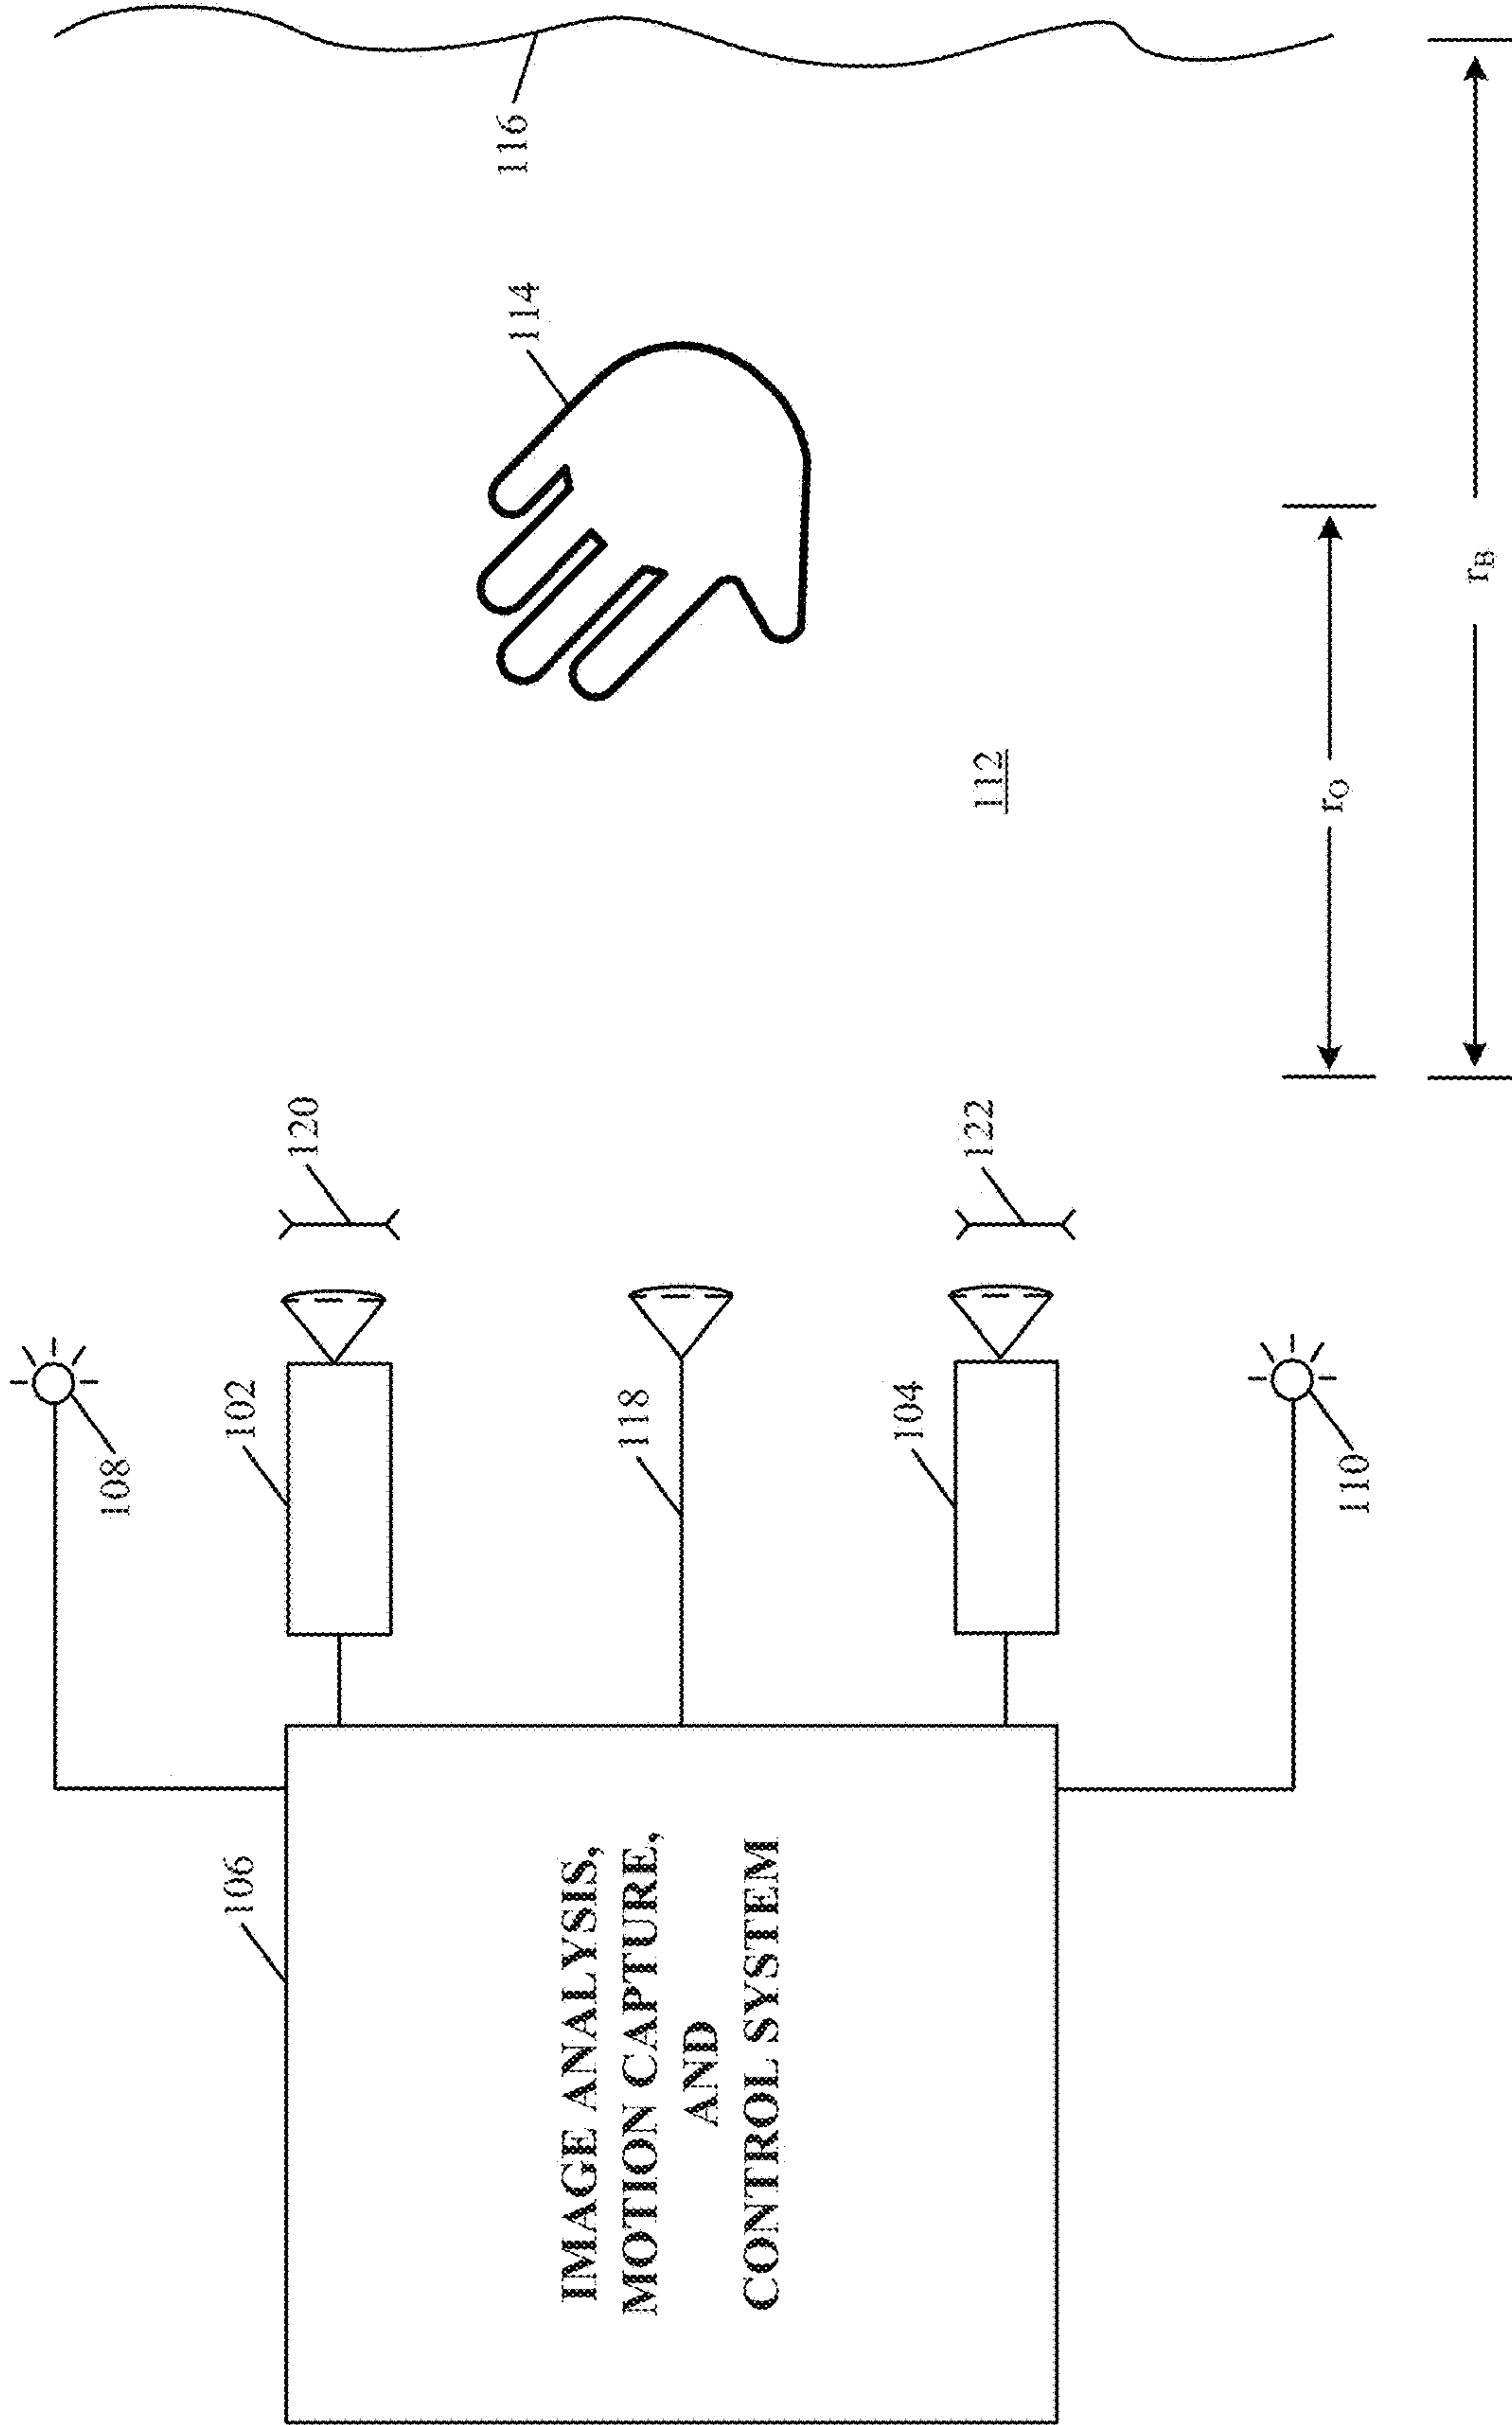 108
110
102
104
118
120
122
106
IMAGE ANALYSIS,
MOTION CAPTURE,
AND
CONTROL SYSTEM
112
114
116
rO
rB